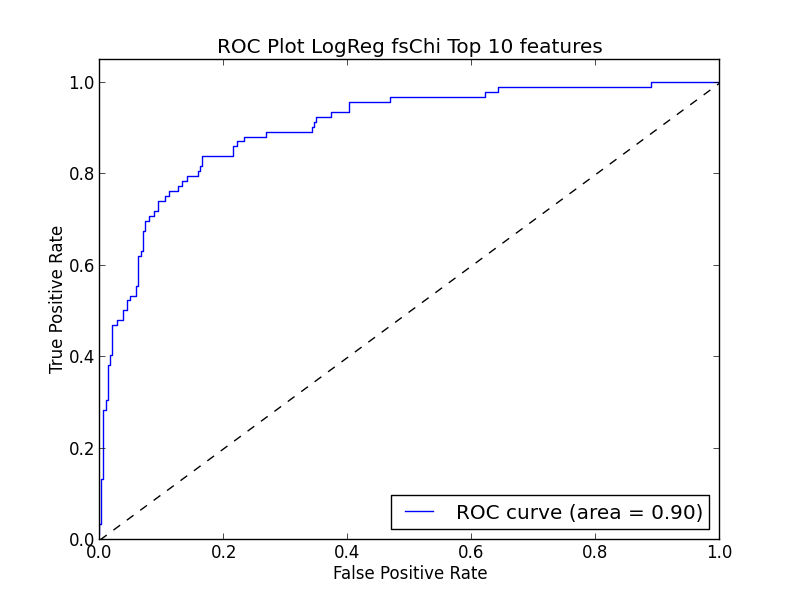 ROC Plot LogReg fsChi Top 10 features
1.0
0.8
0.6
0.4
0.2
0.0
True Positive Rate
ROC curve (area = 0.90)
0.0 0.2 0.4 0.6 0.8 1.0
False Positive Rate